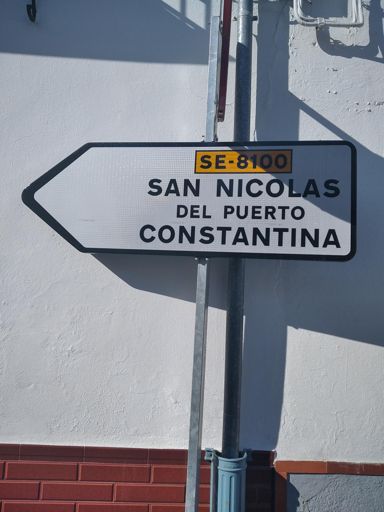 SE-8100
SAN NICOLAS
DEL PUERTO
CONSTANTINA